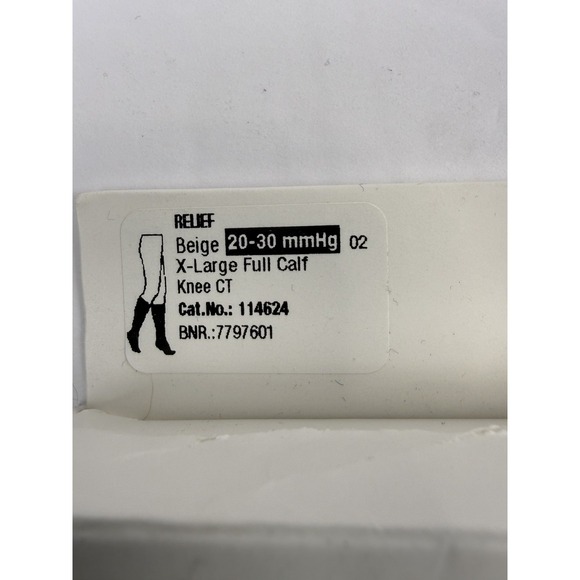 RELIEF
Beige 20-30 mmHg 02
X-Large Full Calf
Knee CT
Cat.No.: 114624
BNR.:7797601